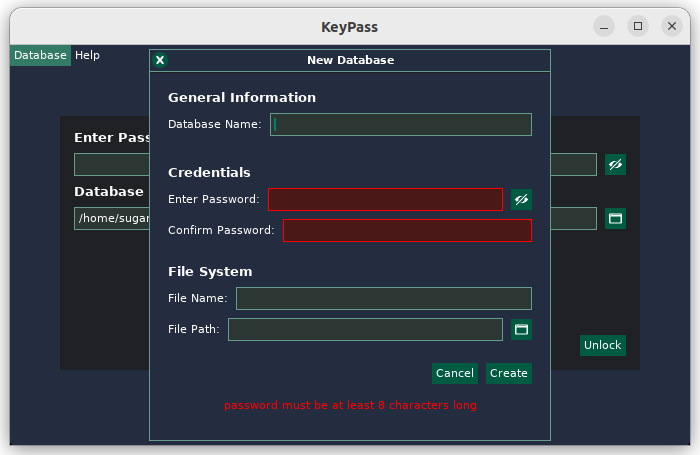 KeyPass
Database Help
X New Database
General Information
Database Name:
Enter Pass
Credentials
Database
Enter Password:
/home/sugar
Confirm Password:
File System
File Name:
File Path:
Unlock
Cancel Create
password must be at least 8 characters long